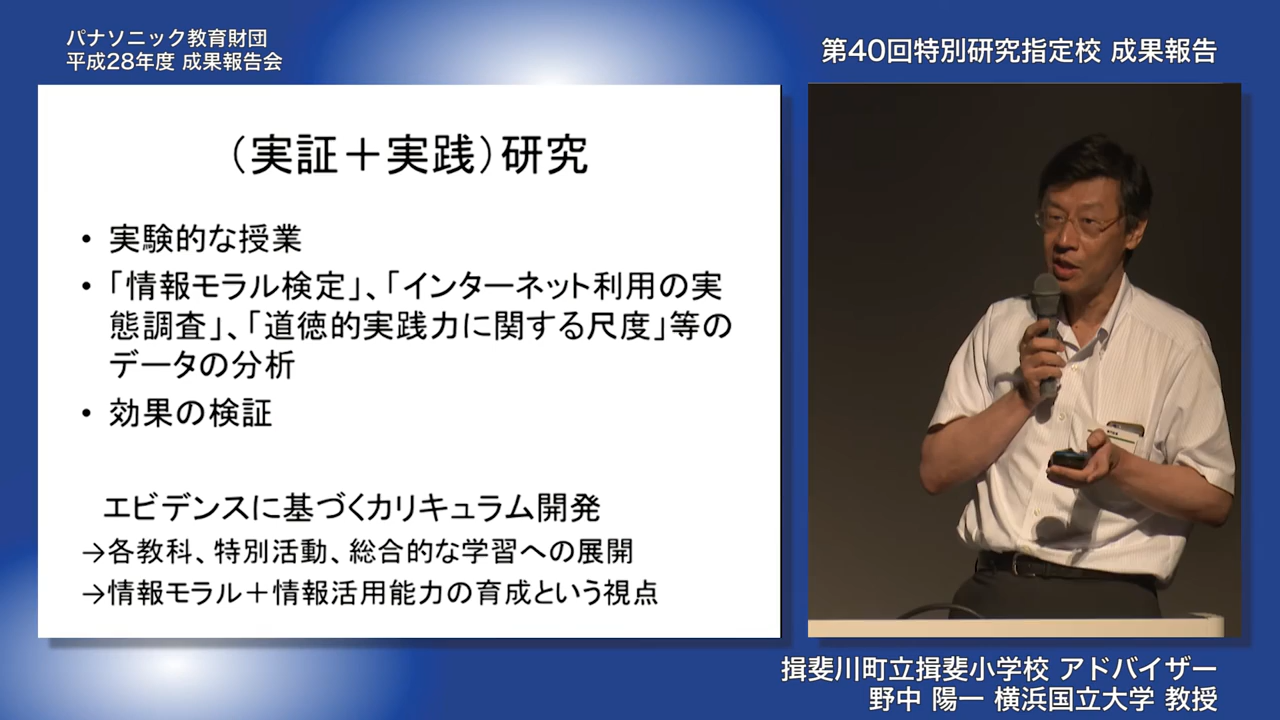 パナソニック教育財団
平成28年度 成果報告会
第40回特別研究指定校 成果報告
（実証＋実践）研究
• 実験的な授業
• 「情報モラル検定」、「インターネット利用の実
態調査」、「道徳的実践力に関する尺度」等の
データの分析
• 効果の検証
エビデンスに基づくカリキュラム開発
→各教科、特別活動、総合的な学習への展開
→情報モラル＋情報活用能力の育成という視点
揖斐川町立揖斐小学校 アドバイザー
野中 陽一 横浜国立大学 教授